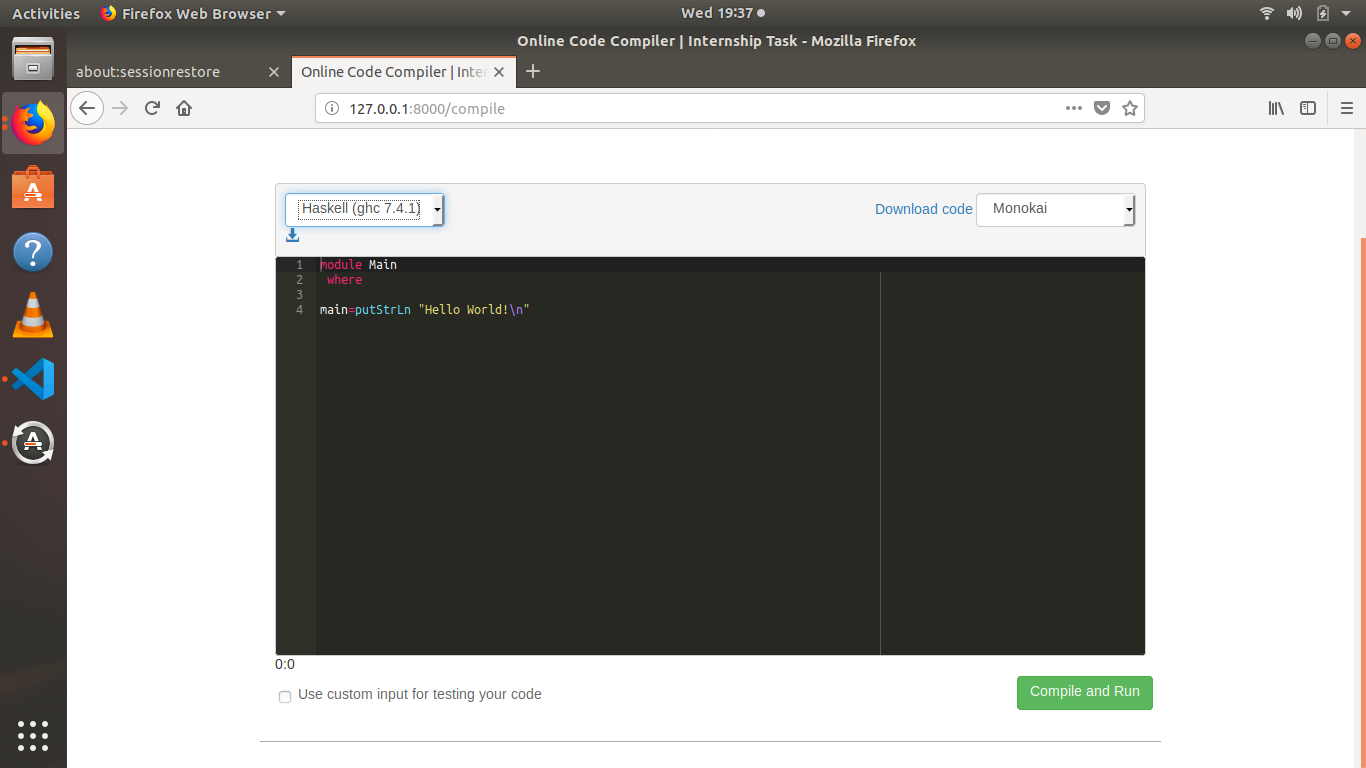 Activities Firefox Web Browser Wed 19:37
Online Code Compiler | Internship Task - Mozilla Firefox
about:sessionrestore Online Code Compiler | Inter
127.0.0.1:8000/compile
Haskell (ghc 7.4.1) Download code Monokai
1 module Main
2  where
3
4 main=putStrLn "Hello World!\n"
0:0
Use custom input for testing your code Compile and Run